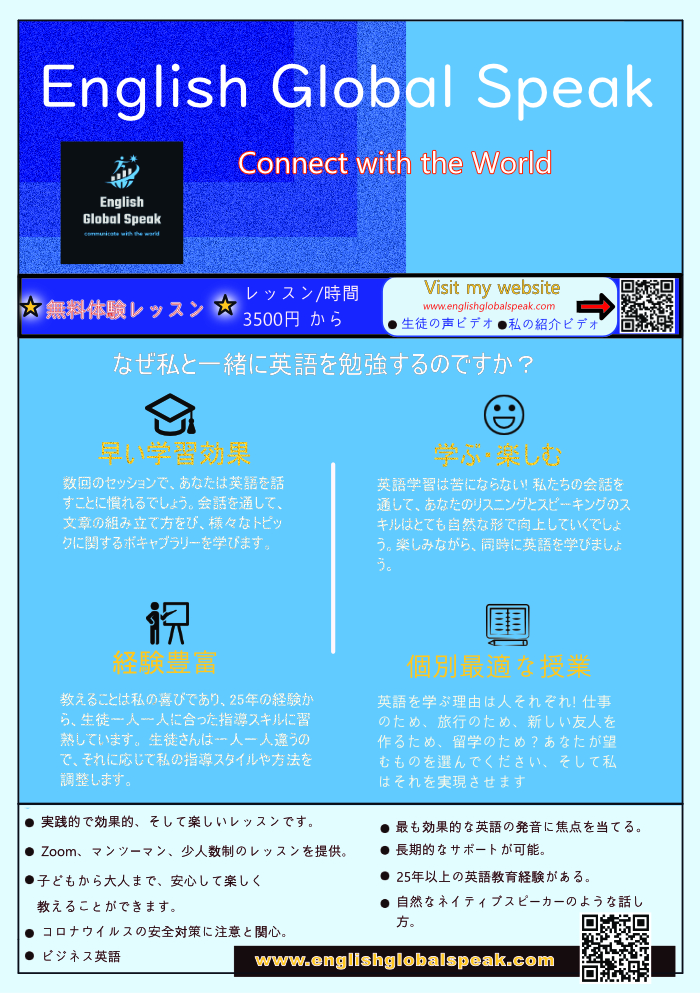 English Global Speak
Connect with the World
English
Global Speak
communicate with the world
無料体験レッスン
レッスン/時間
3500円 から
Visit my website
www.englishglobalspeak.com
● 生徒の声ビデオ ●私の紹介ビデオ
なぜ私と一緒に英語を勉強するのですか？
早い学習効果
数回のセッションで、あなたは英語を話
すことに慣れるでしょう。会話を通して、
文章の組み立て方をび、様々なトピッ
クに関するボキャブラリーを学びます。
学ぶ・楽しむ
英語学習は苦にならない! 私たちの会話を
通して、あなたのリスニングとスピーキングのス
キルはとても自然な形で向上していくでしょ
う。楽しみながら、同時に英語を学びましょ
う。
経験豊富
教えることは私の喜びであり、25年の経験か
ら、生徒一人一人に合った指導スキルに習
熟しています。 生徒さんは一人一人違うの
で、それに応じて私の指導スタイルや方法を
調整します。
個別最適な授業
英語を学ぶ理由は人それぞれ! 仕事
のため、旅行のため、新しい友人を
作るため、留学のため？あなたが望
むものを選んでください、そして私
はそれを実現させます
● 実践的で効果的、そして楽しいレッスンです。
● Zoom、マンツーマン、少人数制のレッスンを提供。
●子どもから大人まで、安心して楽しく
教えることができます。
● コロナウイルスの安全対策に注意と関心。
● ビジネス英語
● 最も効果的な英語の発音に焦点を当てる。
● 長期的なサポートが可能。
● 25年以上の英語教育経験がある。
● 自然なネイティブスピーカーのような話し
方。
www.englishglobalspeak.com